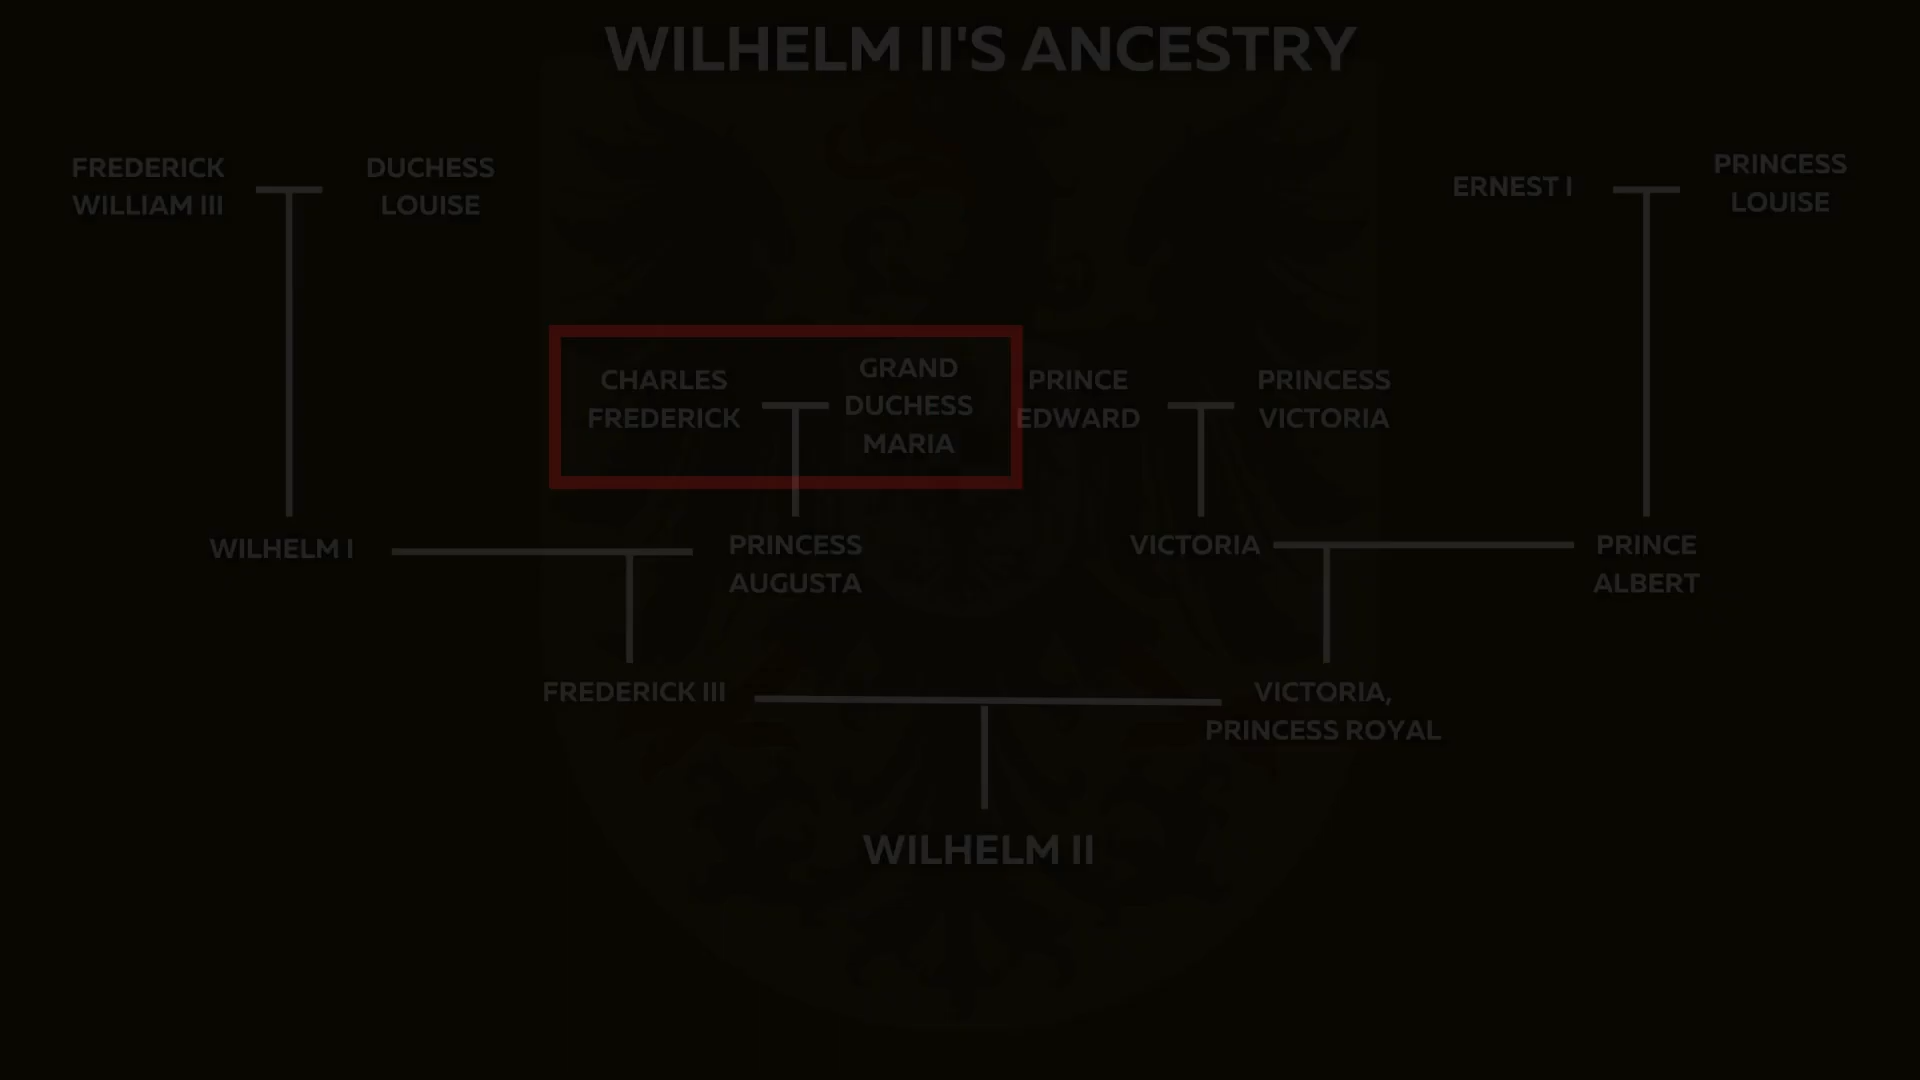 WILHELM II'S ANCESTRY
FREDERICK
WILLIAM III
DUCHESS
LOUISE
ERNEST I
PRINCESS
LOUISE
CHARLES
FREDERICK
GRAND
DUCHESS
MARIA
PRINCE
EDWARD
PRINCESS
VICTORIA
WILHELM I
PRINCESS
AUGUSTA
VICTORIA
PRINCE
ALBERT
FREDERICK III
VICTORIA,
PRINCESS ROYAL
WILHELM II